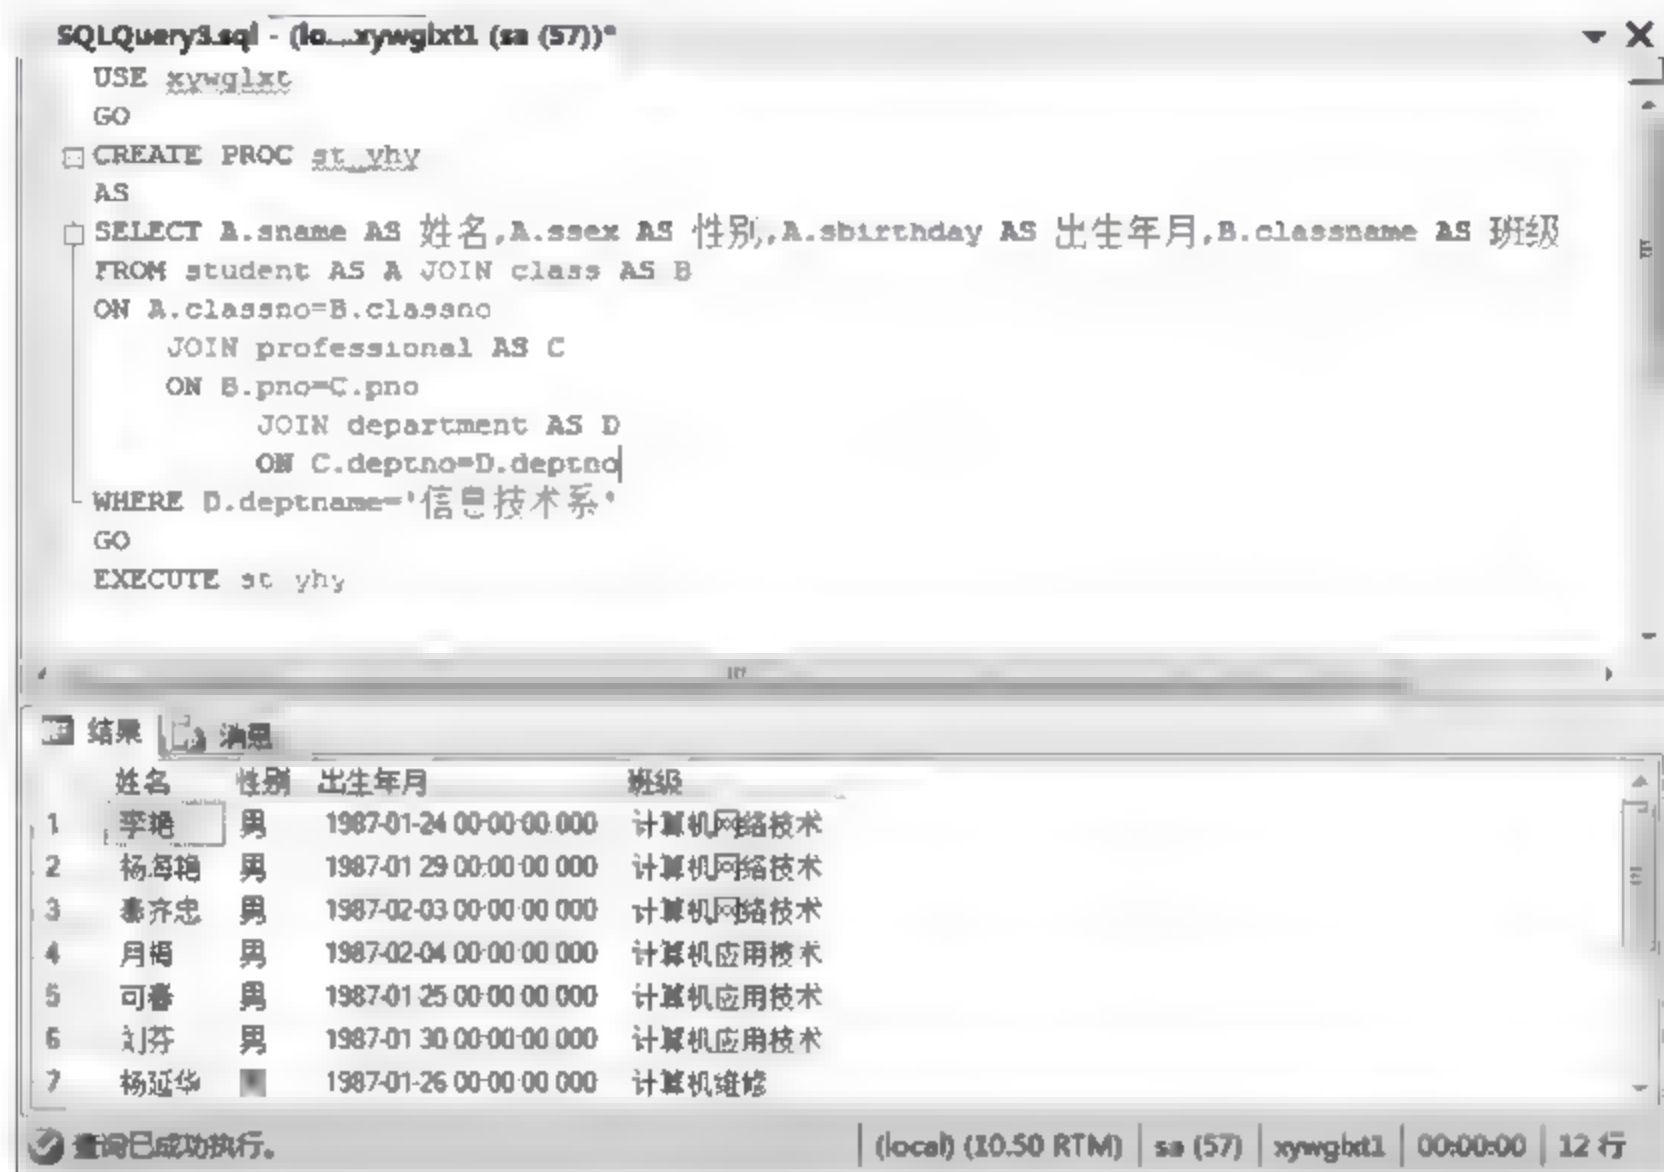 SQLQuery3.sql - (lo...xywglxt1 (sa (57))*
USE xywglxt
GO
CREATE PROC st_yhy
AS
SELECT A.sname AS 姓名,A.ssex AS 性别,A.sbirthday AS 出生年月,B.classname AS 班级
FROM student AS A JOIN class AS B
ON A.classno=B.classno
JOIN professional AS C
ON B.pno=C.pno
JOIN department AS D
ON C.deptno=D.deptno
WHERE D.deptname='信息技术系'
GO
EXECUTE st_yhy
结果 消息
姓名 性别 出生年月 班级
1 李艳 男 1987-01-24 00:00:00.000 计算机网络技术
2 杨海艳 男 1987-01-29 00:00:00.000 计算机网络技术
3 齐忠 男 1987-02-03 00:00:00.000 计算机网络技术
4 月梅 男 1987-02-04 00:00:00.000 计算机应用技术
5 可春 男 1987-01-25 00:00:00.000 计算机应用技术
6 刘芬 男 1987-01-30 00:00:00.000 计算机应用技术
7 杨延华 1987-01-26 00:00:00.000 计算机维修
查询已成功执行。 (local) (10.50 RTM) sa (57) xywglxt1 00:00:00 12 行